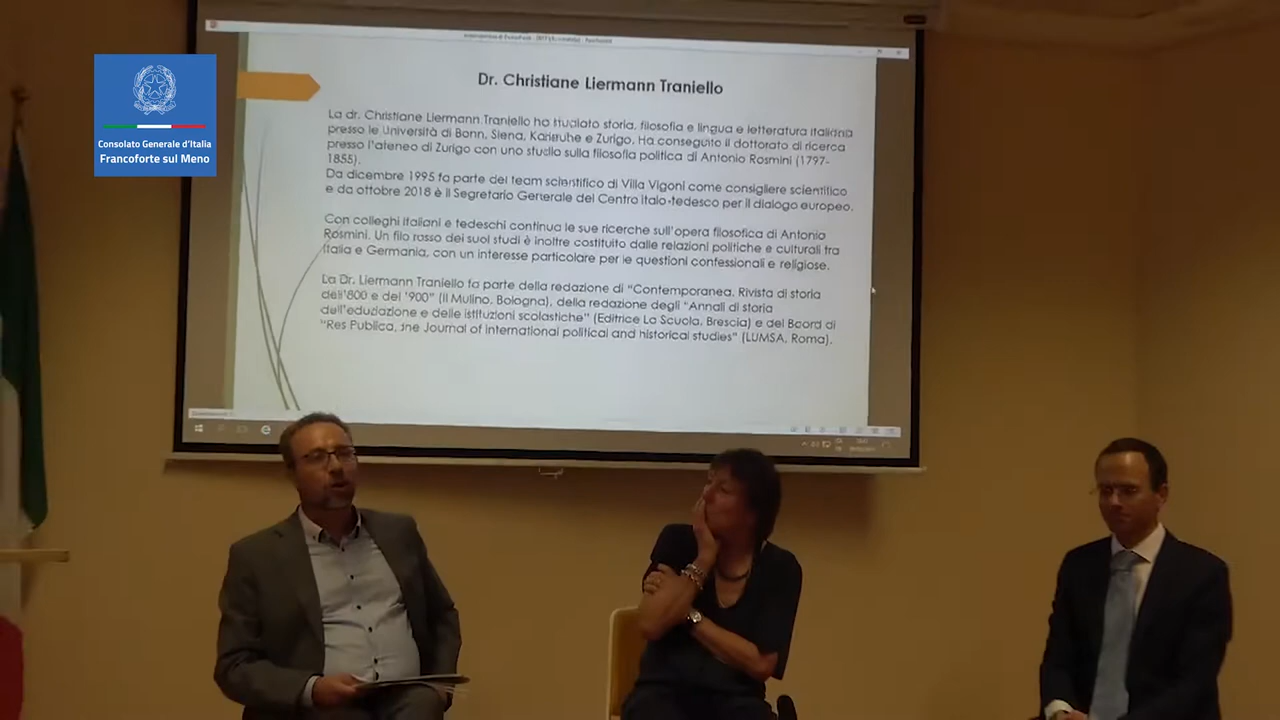 Dr. Christiane Liermann Traniello
Consolato Generale d'Italia
Francoforte sul Meno
La dr. Christiane Liermann Traniello ha studiato storia, filosofia e lingua e letteratura italiana
presso le Università di Bonn, Siena, Karlsruhe e Zurigo. Ha conseguito il dottorato di ricerca
presso l'ateneo di Zurigo con uno studio sulla filosofia politica di Antonio Rosmini (1797-
1855).
Da dicembre 1995 fa parte del team scientifico di Villa Vigoni come consigliere scientifico
e da ottobre 2018 è il Segretario Generale del Centro italo-tedesco per il dialogo europeo.
Con colleghi italiani e tedeschi continua le sue ricerche sull'opera filosofica di Antonio
Rosmini. Un filo rosso dei suoi studi è inoltre costituito dalle relazioni politiche e culturali tra
Italia e Germania, con un interesse particolare per le questioni confessionali e religiose.
La Dr. Liermann Traniello fa parte della redazione di "Contemporanea. Rivista di storia
dell'800 e del '900" (Il Mulino, Bologna), della redazione degli "Annali di storia
dell'eduziazione e delle istituzioni scolastiche" (Editrice La Scuola, Brescia) e del Board di
"Res Publica, the Journal of international political and historical studies" (LUMSA, Roma).